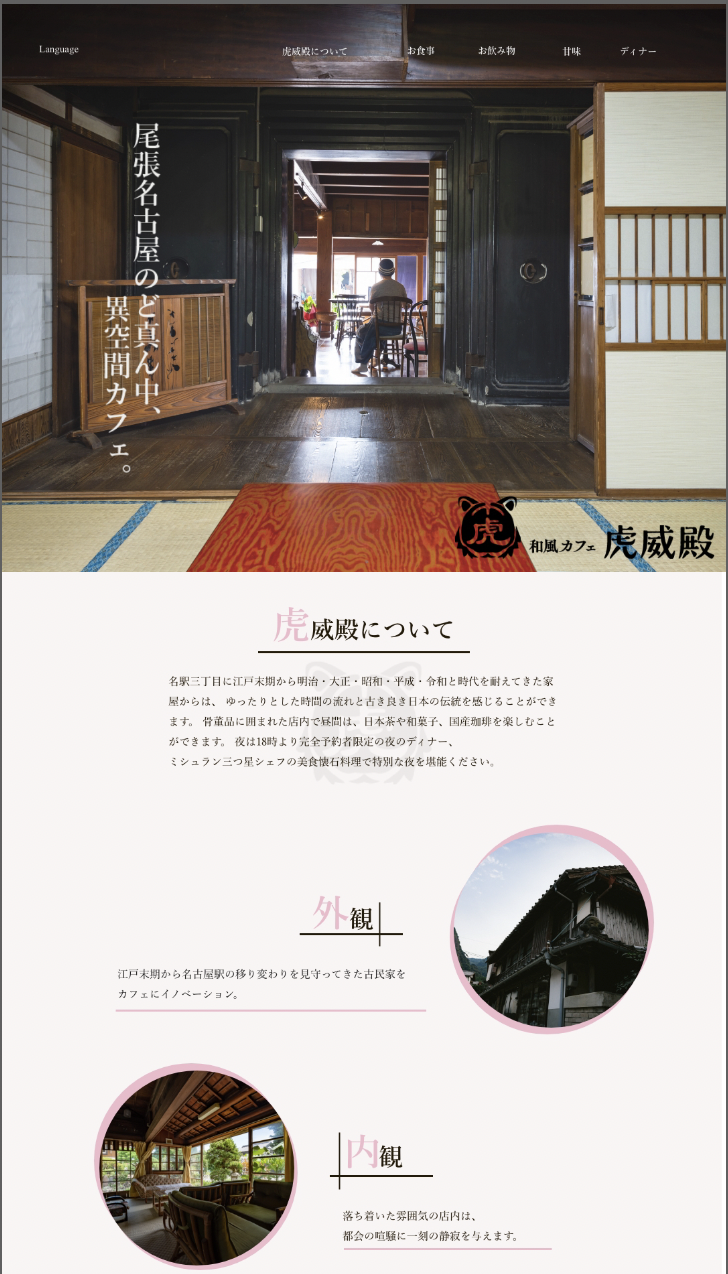 Language
虎威殿について
お食事
お飲み物
甘味
ディナー
尾張名古屋のど真ん中、
異空間カフェ。
虎
和風カフェ 虎威殿
虎威殿について
名駅三丁目に江戸末期から明治・大正・昭和・平成・令和と時代を耐えてきた家
屋からは、 ゆったりとした時間の流れと古き良き日本の伝統を感じることができ
ます。 骨董品に囲まれた店内で昼間は、日本茶や和菓子、国産珈琲を楽しむこと
ができます。 夜は18時より完全予約者限定の夜のディナー、
ミシュラン三つ星シェフの美食懐石料理で特別な夜を堪能ください。
外観
江戸末期から名古屋駅の移り変わりを見守ってきた古民家を
カフェにイノベーション。
内観
落ち着いた雰囲気の店内は、
都会の喧騒に一刻の静寂を与えます。